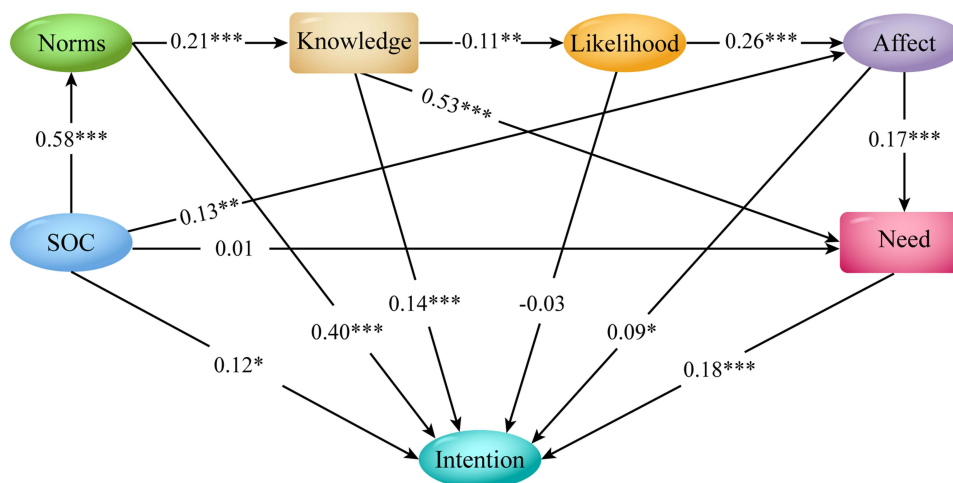 Norms
0.21***
Knowledge
-0.11**
Likelihood
0.26***
Affect
0.53***
0.58***
0.17***
0.13**
SOC
0.01
Need
0.14***
-0.03
0.40***
0.09*
0.12*
0.18***
Intention